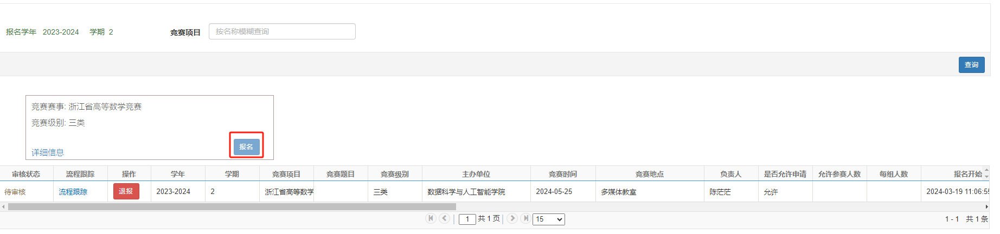 报名学年 2023-2024 学期 2 竞赛项目 按名称模糊查询
查询
竞赛赛事: 浙江省高等数学竞赛
竞赛级别: 三类
报名
详细信息
审核状态 流程跟踪 操作 学年 学期 竞赛项目 竞赛题目 竞赛级别 主办单位 竞赛时间 竞赛地点 负责人 是否允许申请 允许参赛人数 每组人数 报名开始
待审核 流程跟踪 退报 2023-2024 2 浙江省高等数学 三类 数据科学与人工智能学院 2024-05-25 多媒体教室 陈茫茫 允许 2024-03-19 11:06:55
1 共 1 页 15 1 - 1 共 1 条